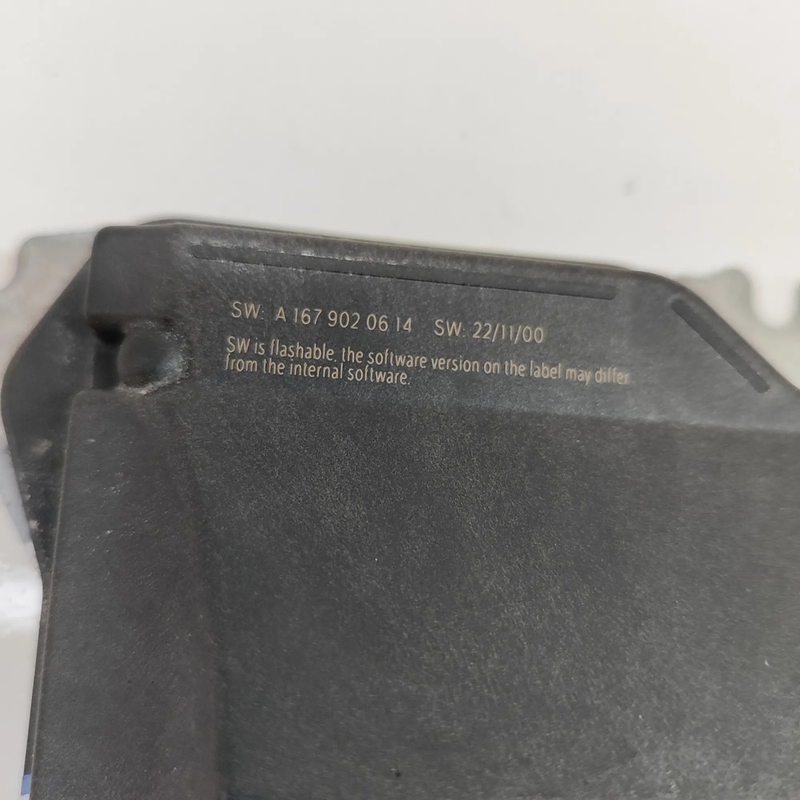 SW: A 167 902 06 14 SW: 22/11/00
SW is flashable, the software version on the label may differ
from the internal software.